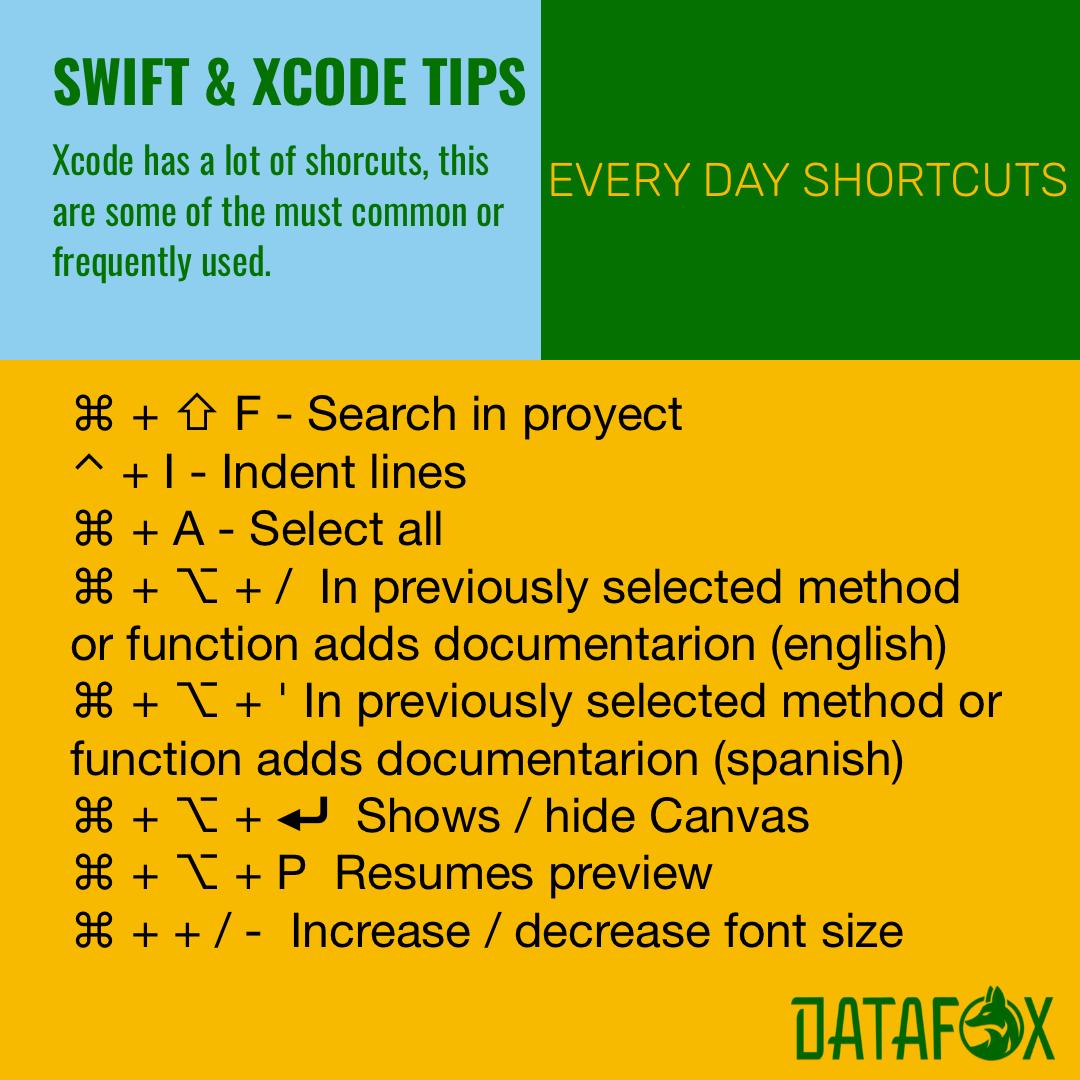 SWIFT & XCODE TIPS
Xcode has a lot of shorcuts, this
are some of the must common or
frequently used.
EVERY DAY SHORTCUTS
⌘ + ⇧ F - Search in proyect
^ + I - Indent lines
⌘ + A - Select all
⌘ + ⌥ + /  In previously selected method
or function adds documentarion (english)
⌘ + ⌥ + ' In previously selected method or
function adds documentarion (spanish)
⌘ + ⌥ + ↵  Shows / hide Canvas
⌘ + ⌥ + P  Resumes preview
⌘ + + / -  Increase / decrease font size
DATAFOX